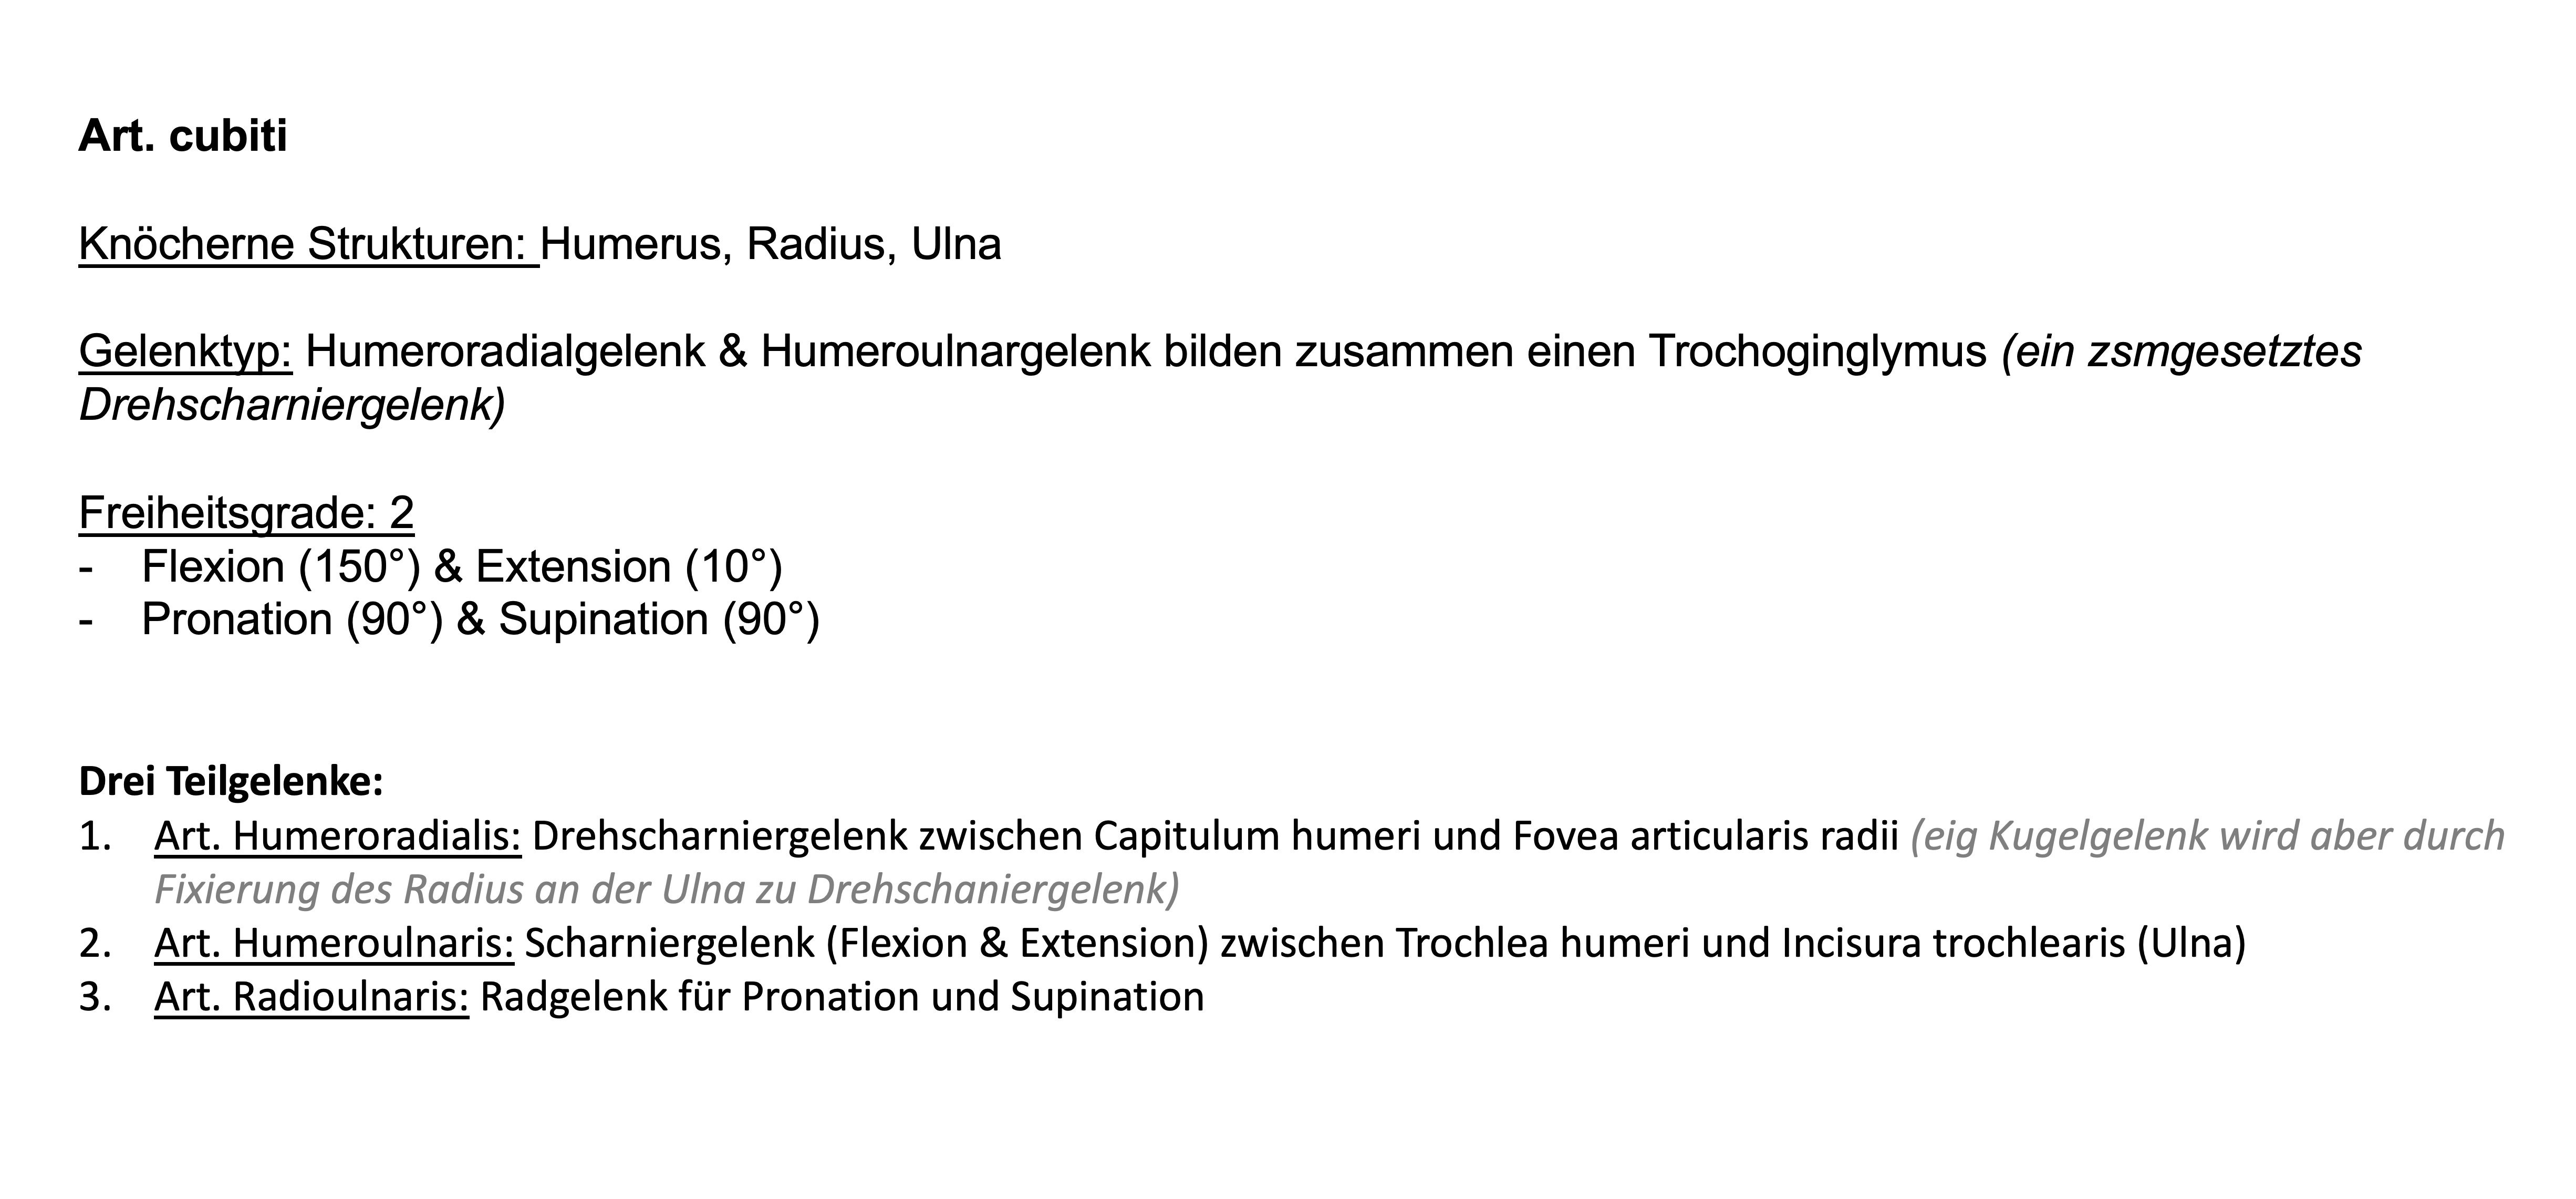 Art. cubiti
Knöcherne Strukturen: Humerus, Radius, Ulna
Gelenktyp: Humeroradialgelenk & Humeroulnargelenk bilden zusammen einen Trochoginglymus (ein zsmgesetztes
Drehscharniergelenk)
Freiheitsgrade: 2
- Flexion (150°) & Extension (10°)
- Pronation (90°) & Supination (90°)
Drei Teilgelenke:
1. Art. Humeroradialis: Drehscharniergelenk zwischen Capitulum humeri und Fovea articularis radii (eig Kugelgelenk wird aber durch
Fixierung des Radius an der Ulna zu Drehschaniergelenk)
2. Art. Humeroulnaris: Scharniergelenk (Flexion & Extension) zwischen Trochlea humeri und Incisura trochlearis (Ulna)
3. Art. Radioulnaris: Radgelenk für Pronation und Supination